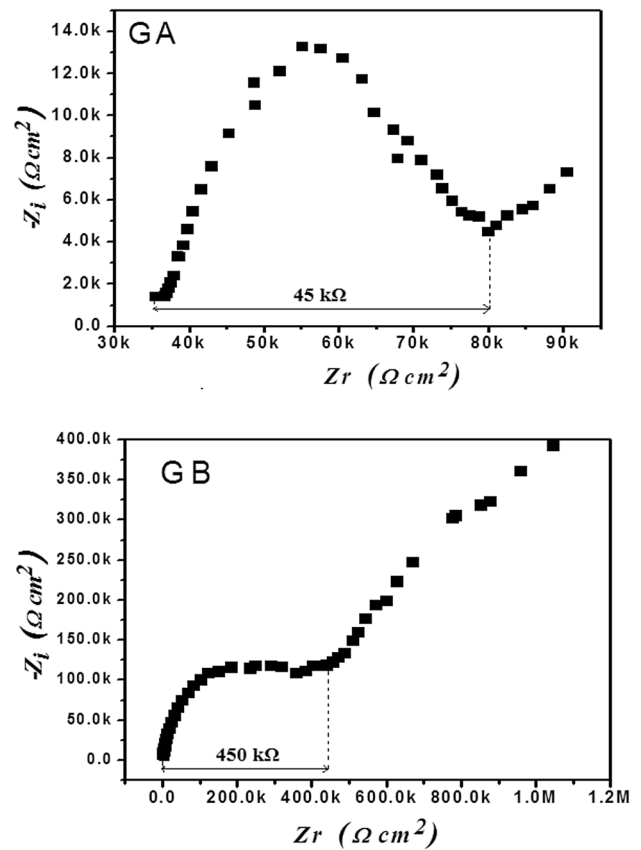 GA
14.0k
12.0k
10.0k
8.0k
6.0k
4.0k
2.0k
0.0
-Zi (Ωcm²)
45 kΩ
30k 40k 50k 60k 70k 80k 90k
Zr (Ωcm²)
GB
400.0k
350.0k
300.0k
250.0k
200.0k
150.0k
100.0k
50.0k
0.0
-Zi (Ωcm²)
450 kΩ
0.0 200.0k 400.0k 600.0k 800.0k 1.0M 1.2M
Zr (Ωcm²)